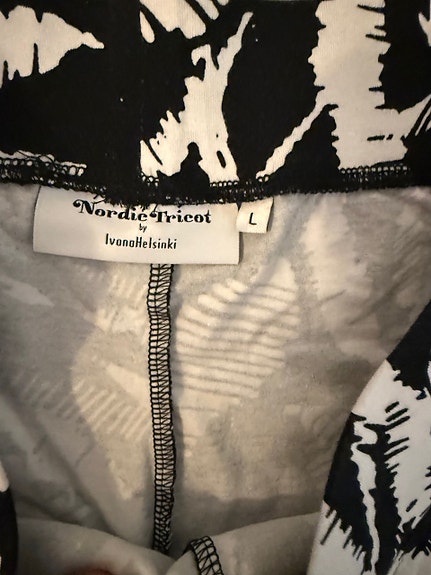 Nordic Tricot
by
IvanaHelsinki
L